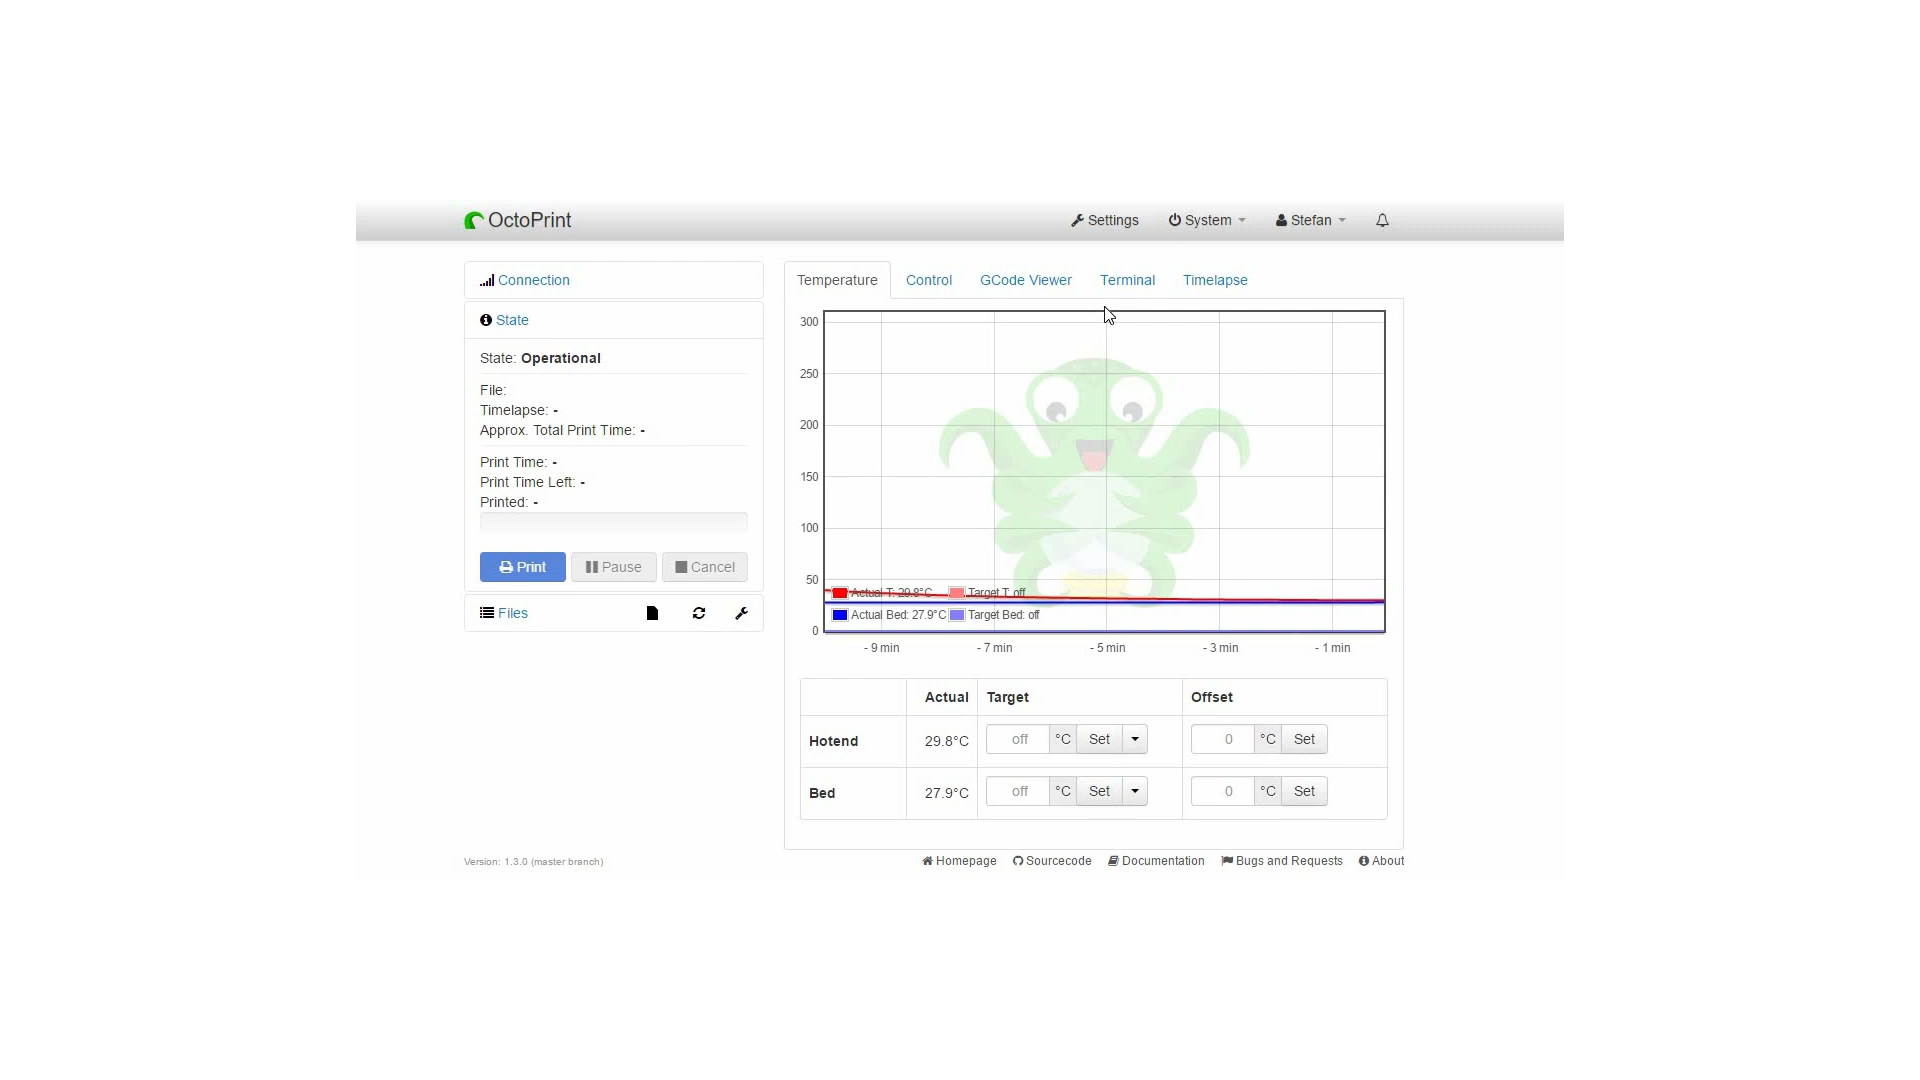 OctoPrint
Settings System Stefan
Connection
State
State: Operational
File:
Timelapse: -
Approx. Total Print Time: -
Print Time: -
Print Time Left: -
Printed: -
Print Pause Cancel
Files
Temperature Control GCode Viewer Terminal Timelapse
300
250
200
150
100
50
0
Actual T: 29.8°C Target T: off
Actual Bed: 27.9°C Target Bed: off
- 9 min - 7 min - 5 min - 3 min - 1 min
Actual Target Offset
Hotend 29.8°C off °C Set 0 °C Set
Bed 27.9°C off °C Set 0 °C Set
Version: 1.3.0 (master branch)
Homepage Sourcecode Documentation Bugs and Requests About